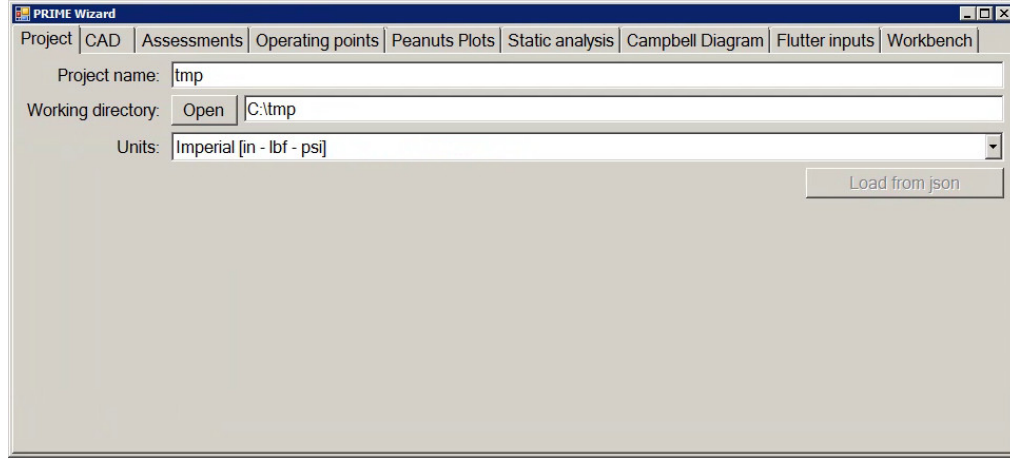 PRIME Wizard
Project CAD Assessments Operating points Peanuts Plots Static analysis Campbell Diagram Flutter inputs Workbench
Project name: tmp
Working directory: Open C:\tmp
Units: Imperial [in - lbf - psi]
Load from json